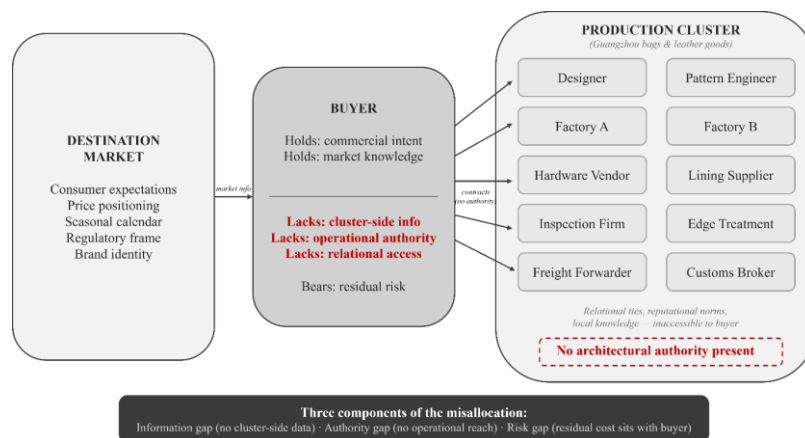 DESTINATION
MARKET
Consumer expectations
Price positioning
Seasonal calendar
Regulatory frame
Brand identity
market info
BUYER
Holds: commercial intent
Holds: market knowledge
Lacks: cluster-side info
Lacks: operational authority
Lacks: relational access
Bears: residual risk
contracts
(no authority)
PRODUCTION CLUSTER
(Guangzhou bags & leather goods)
Designer
Pattern Engineer
Factory A
Factory B
Hardware Vendor
Lining Supplier
Inspection Firm
Edge Treatment
Freight Forwarder
Customs Broker
Relational ties, reputational norms,
local knowledge — inaccessible to buyer
No architectural authority present
Three components of the misallocation:
Information gap (no cluster-side data) · Authority gap (no operational reach) · Risk gap (residual cost sits with buyer)